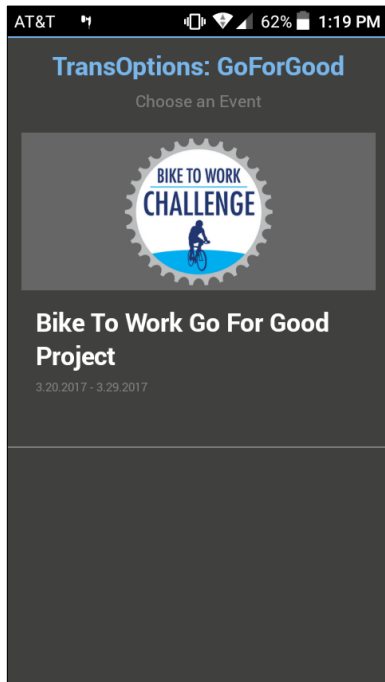 AT&T 62% 1:19 PM
TransOptions: GoForGood
Choose an Event
BIKE TO WORK
CHALLENGE
Bike To Work Go For Good
Project
3.20.2017 - 3.29.2017